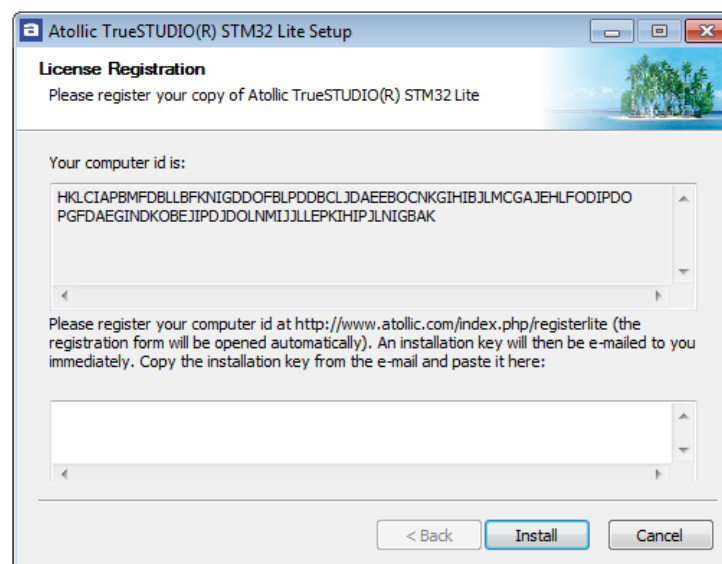 a Atollic TrueSTUDIO(R) STM32 Lite Setup
License Registration
Please register your copy of Atollic TrueSTUDIO(R) STM32 Lite
Your computer id is:
HKLCIAPBMFDBLLBFKNIGDDOFBLPDDBCLJDAEEBOCNKGIHIBJLMCGAJEHLFODIPDO
PGFDAEGINDKOBEJIPDJDOLNMIJJLLEPKIHIPJLNIGBAK
Please register your computer id at http://www.atollic.com/index.php/registerlite (the
registration form will be opened automatically). An installation key will then be e-mailed to you
immediately. Copy the installation key from the e-mail and paste it here:
< Back
Install
Cancel